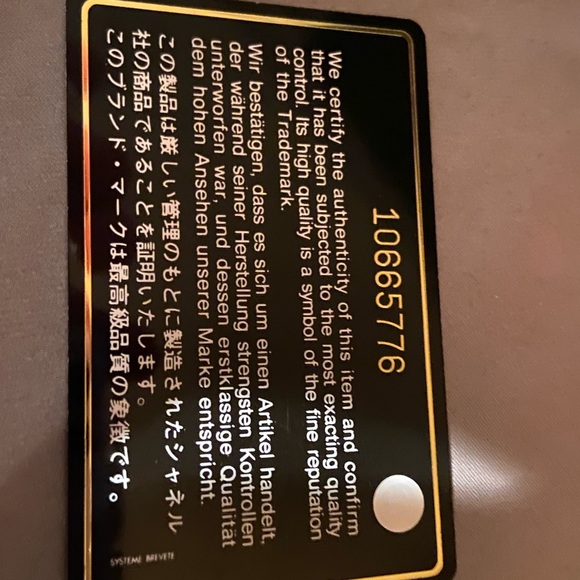 10665776
We certify the authenticity of this item and confirm
that it has been subjected to the most exacting quality
control. Its high quality is a symbol of the fine reputation
of the Trademark.
Wir bestätigen, dass es sich um einen Artikel handelt,
der während seiner Herstellung strengsten Kontrollen
unterworfen war, und dessen erstklassige Qualität
dem hohen Ansehen unserer Marke entspricht.
この製品は厳しい管理のもとに製造されたシャネル
社の商品であることを証明いたします。
このブランド・マークは最高級品質の象徴です。
SYSTEME BREVETE